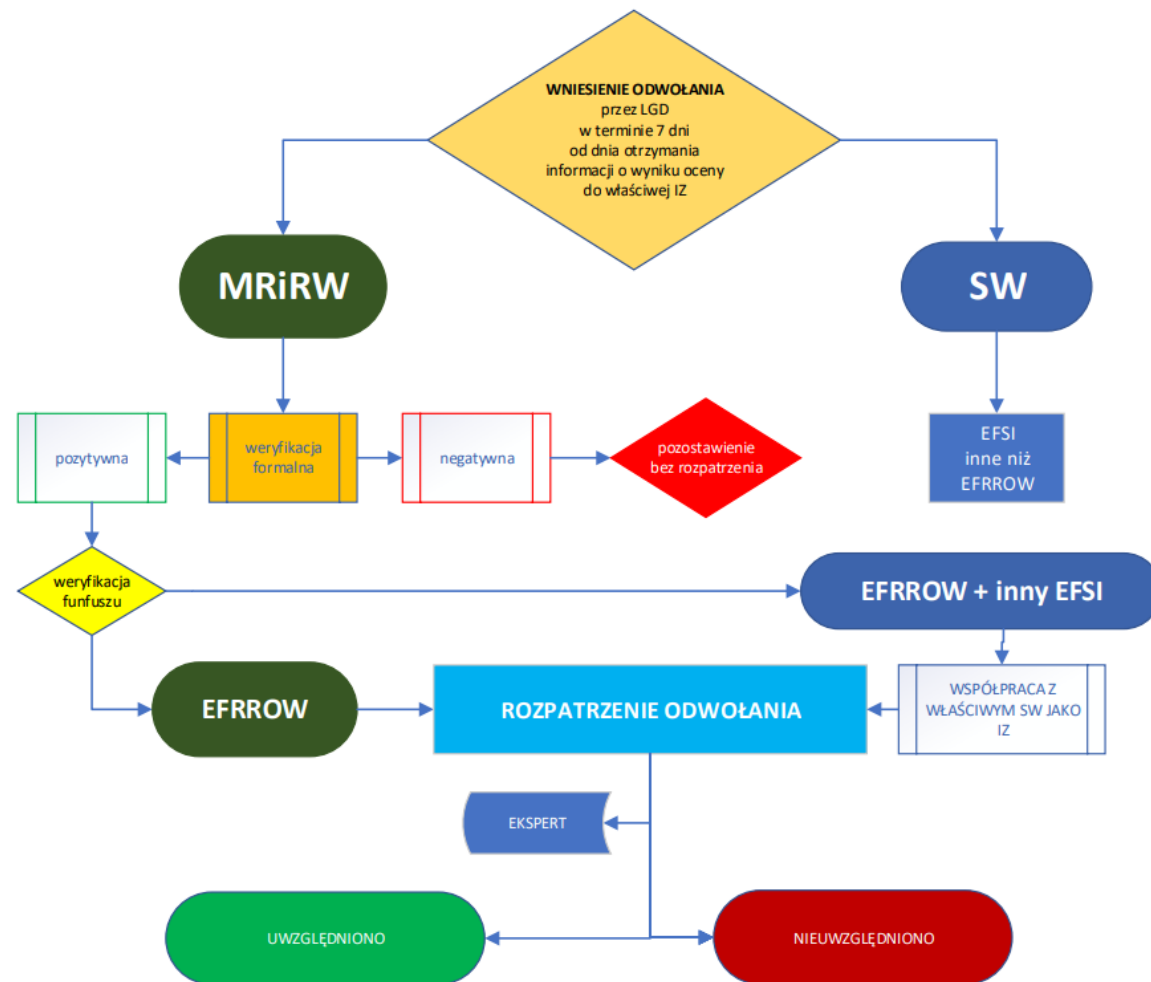 WNIESIENIE ODWOŁANIA
przez LGD
w terminie 7 dni
od dnia otrzymania
informacji o wyniku oceny
do właściwej IZ
MRiRW
SW
pozytywna
weryfikacja
formalna
negatywna
pozostawienie
bez rozpatrzenia
EFSI
inne niż
EFRROW
weryfikacja
funfuszu
EFRROW + inny EFSI
EFRROW
ROZPATRZENIE ODWOŁANIA
WSPÓŁPRACA Z
WŁAŚCIWYM SW JAKO
IZ
EKSPERT
UWZGLĘDNIONO
NIEUWZGLĘDNIONO